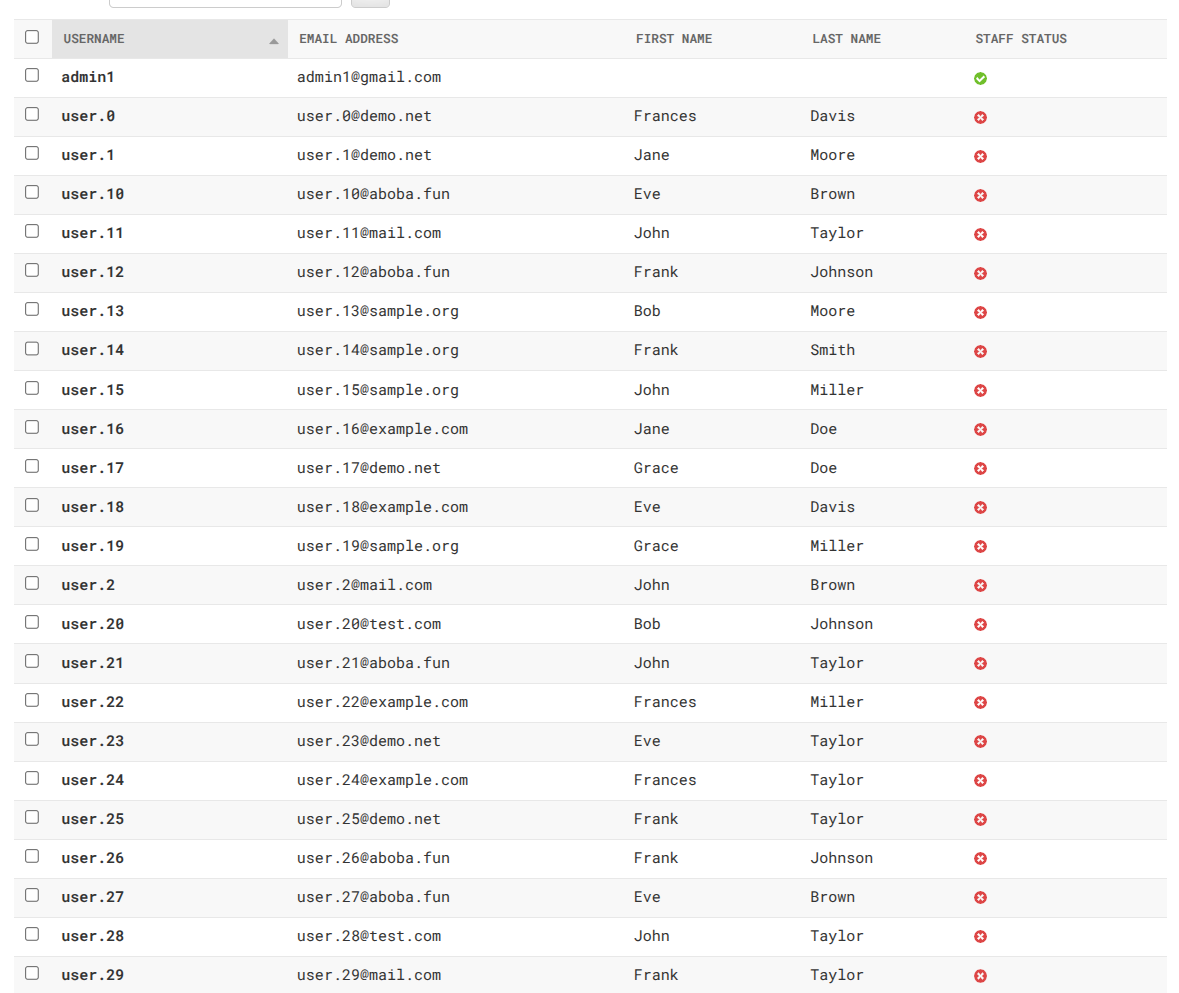 USERNAME EMAIL ADDRESS FIRST NAME LAST NAME STAFF STATUS
admin1 admin1@gmail.com
user.0 user.0@demo.net Frances Davis
user.1 user.1@demo.net Jane Moore
user.10 user.10@aboba.fun Eve Brown
user.11 user.11@mail.com John Taylor
user.12 user.12@aboba.fun Frank Johnson
user.13 user.13@sample.org Bob Moore
user.14 user.14@sample.org Frank Smith
user.15 user.15@sample.org John Miller
user.16 user.16@example.com Jane Doe
user.17 user.17@demo.net Grace Doe
user.18 user.18@example.com Eve Davis
user.19 user.19@sample.org Grace Miller
user.2 user.2@mail.com John Brown
user.20 user.20@test.com Bob Johnson
user.21 user.21@aboba.fun John Taylor
user.22 user.22@example.com Frances Miller
user.23 user.23@demo.net Eve Taylor
user.24 user.24@example.com Frances Taylor
user.25 user.25@demo.net Frank Taylor
user.26 user.26@aboba.fun Frank Johnson
user.27 user.27@aboba.fun Eve Brown
user.28 user.28@test.com John Taylor
user.29 user.29@mail.com Frank Taylor